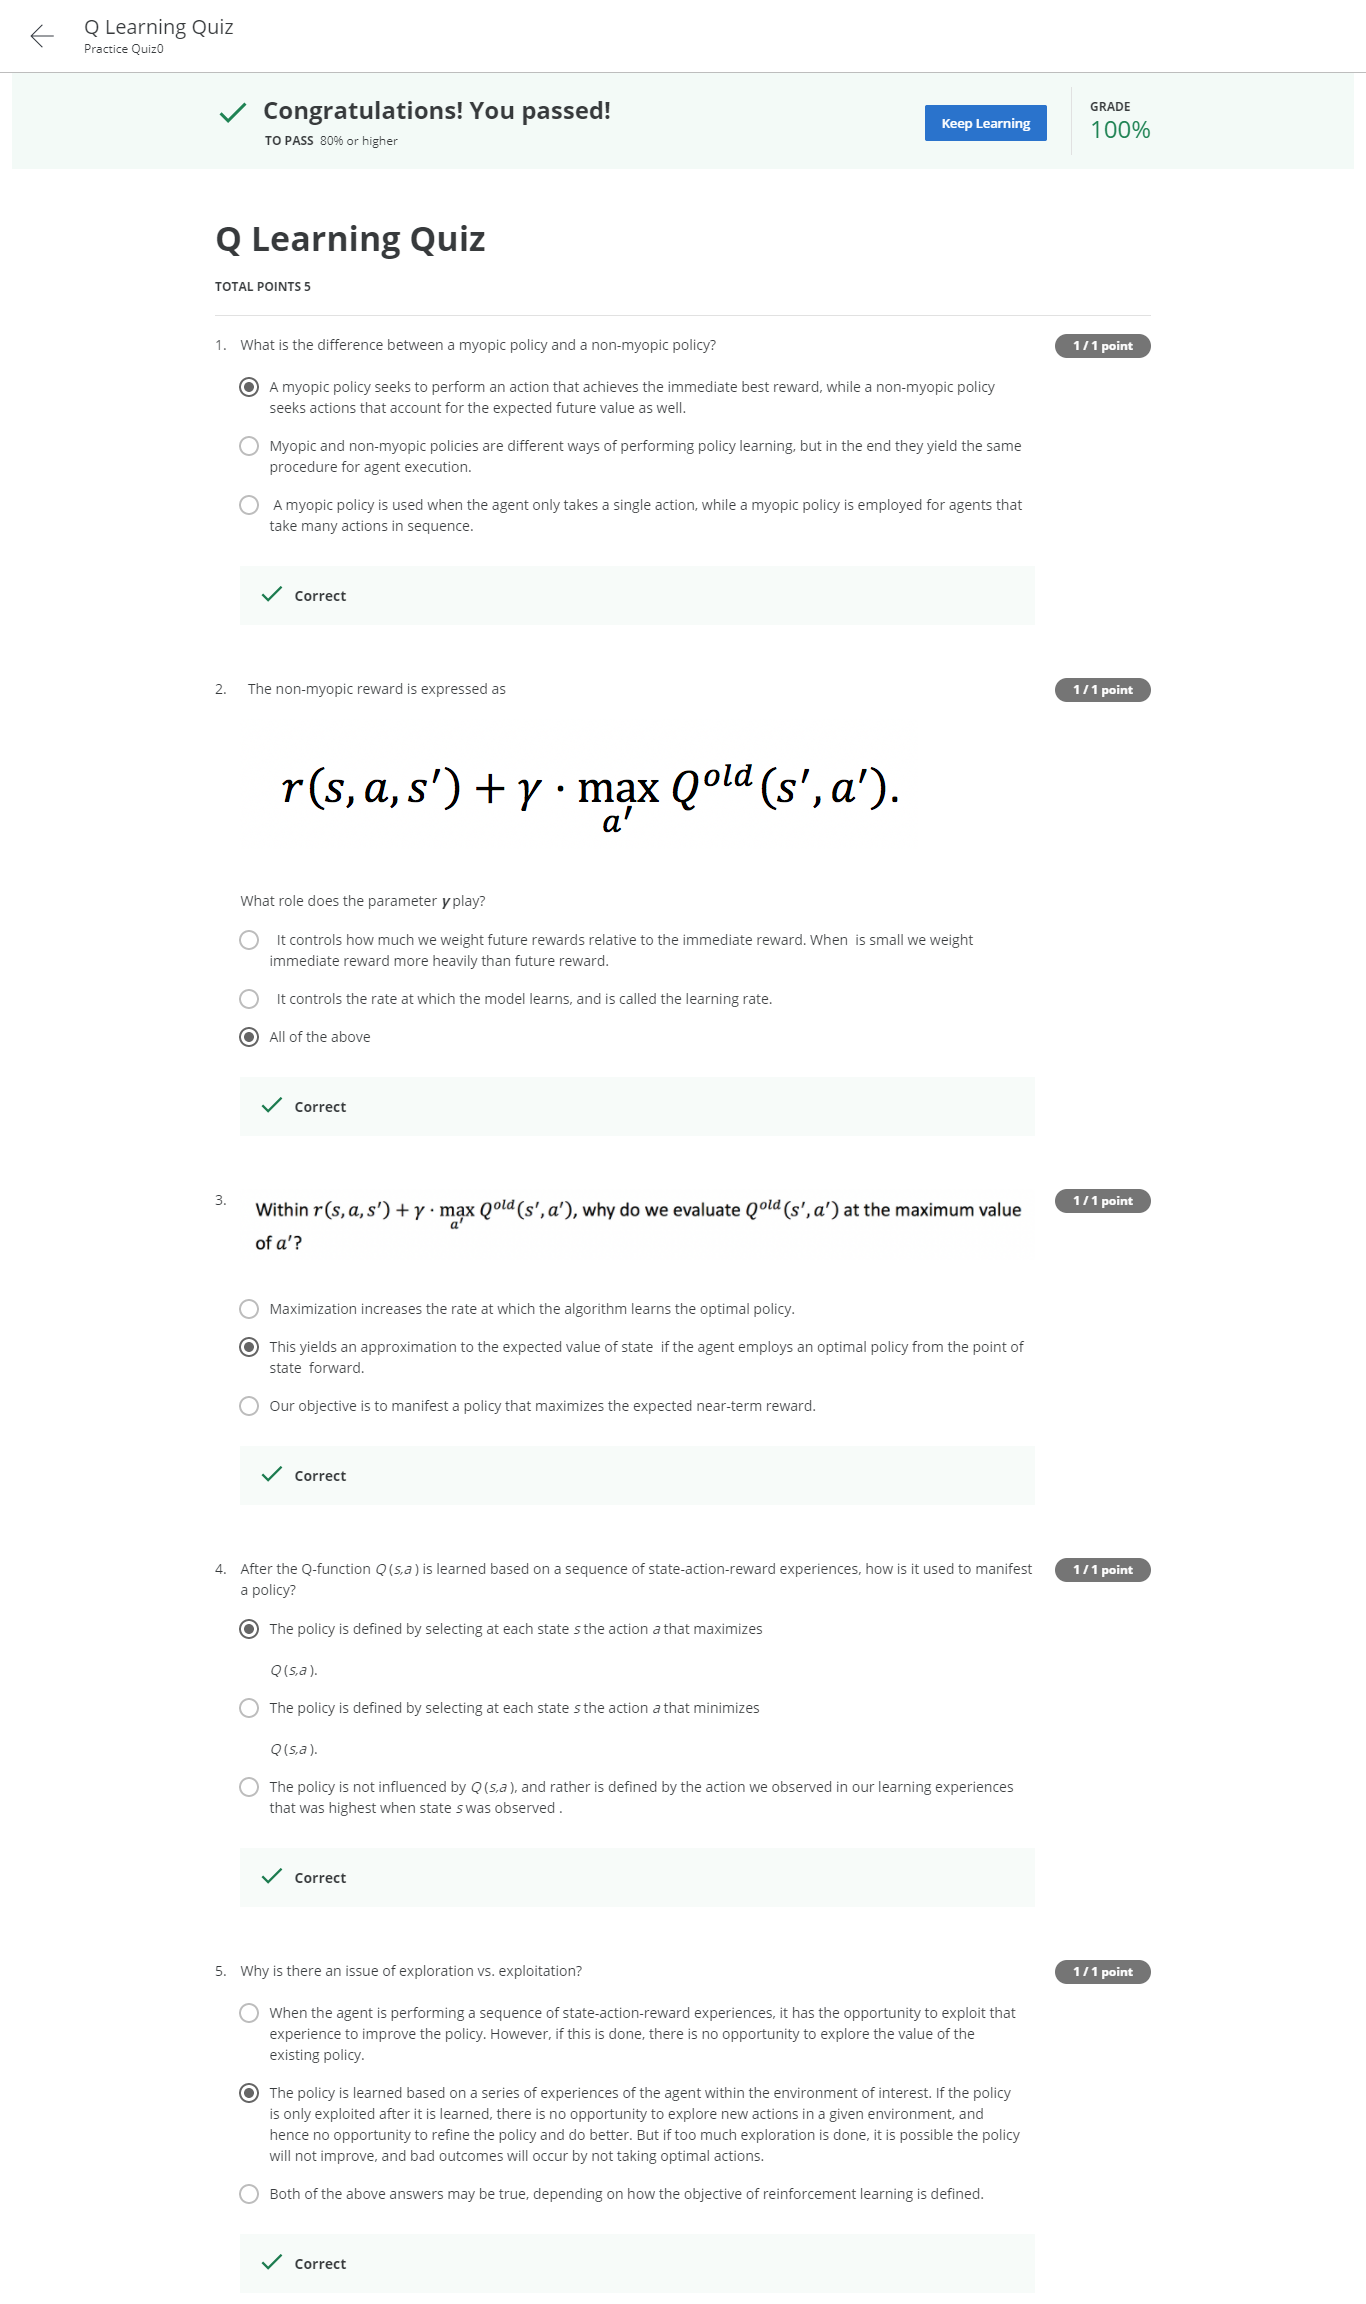 Q Learning Quiz
Practice Quiz0
Congratulations! You passed!
TO PASS 80% or higher
Keep Learning
GRADE
100%
Q Learning Quiz
TOTAL POINTS 5
1. What is the difference between a myopic policy and a non-myopic policy?
1 / 1 point
A myopic policy seeks to perform an action that achieves the immediate best reward, while a non-myopic policy
seeks actions that account for the expected future value as well.
Myopic and non-myopic policies are different ways of performing policy learning, but in the end they yield the same
procedure for agent execution.
A myopic policy is used when the agent only takes a single action, while a myopic policy is employed for agents that
take many actions in sequence.
Correct
2. The non-myopic reward is expressed as
1 / 1 point
r(s, a, s′) + γ · max Q^old (s′, a′).
a′
What role does the parameter γ play?
It controls how much we weight future rewards relative to the immediate reward. When is small we weight
immediate reward more heavily than future reward.
It controls the rate at which the model learns, and is called the learning rate.
All of the above
Correct
3. Within r(s, a, s′) + γ · max Q^old (s′, a′), why do we evaluate Q^old (s′, a′) at the maximum value
a′
of a′?
1 / 1 point
Maximization increases the rate at which the algorithm learns the optimal policy.
This yields an approximation to the expected value of state if the agent employs an optimal policy from the point of
state forward.
Our objective is to manifest a policy that maximizes the expected near-term reward.
Correct
4. After the Q-function Q (s,a ) is learned based on a sequence of state-action-reward experiences, how is it used to manifest
a policy?
1 / 1 point
The policy is defined by selecting at each state s the action a that maximizes
Q (s,a ).
The policy is defined by selecting at each state s the action a that minimizes
Q (s,a ).
The policy is not influenced by Q (s,a ), and rather is defined by the action we observed in our learning experiences
that was highest when state s was observed .
Correct
5. Why is there an issue of exploration vs. exploitation?
1 / 1 point
When the agent is performing a sequence of state-action-reward experiences, it has the opportunity to exploit that
experience to improve the policy. However, if this is done, there is no opportunity to explore the value of the
existing policy.
The policy is learned based on a series of experiences of the agent within the environment of interest. If the policy
is only exploited after it is learned, there is no opportunity to explore new actions in a given environment, and
hence no opportunity to refine the policy and do better. But if too much exploration is done, it is possible the policy
will not improve, and bad outcomes will occur by not taking optimal actions.
Both of the above answers may be true, depending on how the objective of reinforcement learning is defined.
Correct